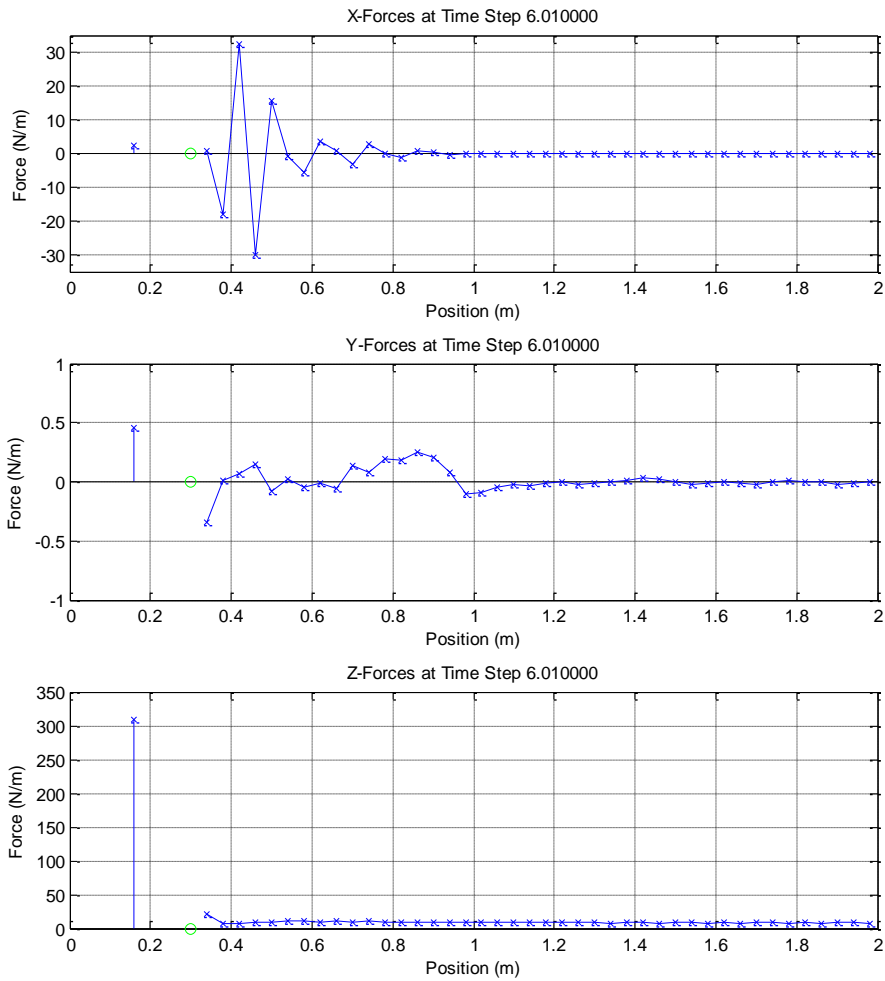 X-Forces at Time Step 6.010000
30
20
10
0
-10
-20
-30
Force (N/m)
0 0.2 0.4 0.6 0.8 1 1.2 1.4 1.6 1.8 2
Position (m)
Y-Forces at Time Step 6.010000
1
0.5
0
-0.5
-1
Force (N/m)
0 0.2 0.4 0.6 0.8 1 1.2 1.4 1.6 1.8 2
Position (m)
Z-Forces at Time Step 6.010000
350
300
250
200
150
100
50
0
Force (N/m)
0 0.2 0.4 0.6 0.8 1 1.2 1.4 1.6 1.8 2
Position (m)